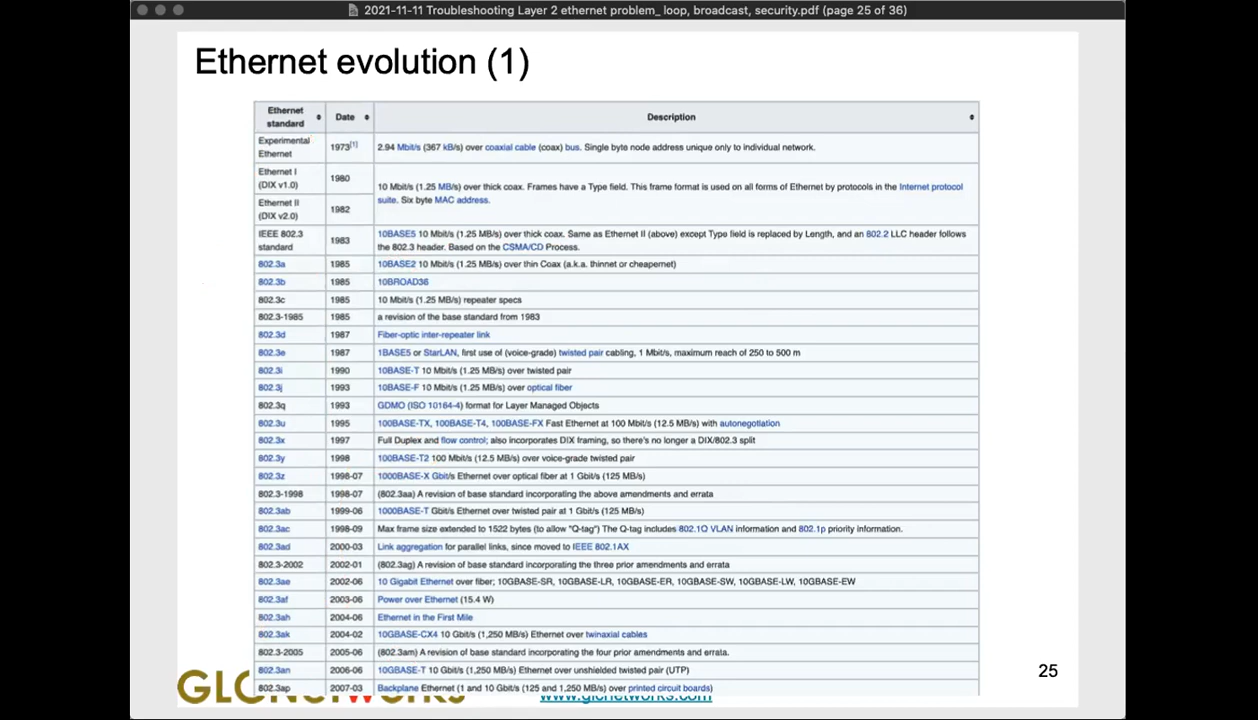 2021-11-11 Troubleshooting Layer 2 ethernet problem_ loop, broadcast, security.pdf (page 25 of 36)
Ethernet evolution (1)
Ethernet standard Date Description
Experimental Ethernet 1973[1] 2.94 Mbit/s (367 kB/s) over coaxial cable (coax) bus. Single byte node address unique only to individual network.
Ethernet I (DIX v1.0) 1980
10 Mbit/s (1.25 MB/s) over thick coax. Frames have a Type field. This frame format is used on all forms of Ethernet by protocols in the Internet protocol
suite. Six byte MAC address.
Ethernet II (DIX v2.0) 1982
IEEE 802.3 standard 1983 10BASE5 10 Mbit/s (1.25 MB/s) over thick coax. Same as Ethernet II (above) except Type field is replaced by Length, and an 802.2 LLC header follows
the 802.3 header. Based on the CSMA/CD Process.
802.3a 1985 10BASE2 10 Mbit/s (1.25 MB/s) over thin Coax (a.k.a. thinnet or cheapernet)
802.3b 1985 10BROAD36
802.3c 1985 10 Mbit/s (1.25 MB/s) repeater specs
802.3-1985 1985 a revision of the base standard from 1983
802.3d 1987 Fiber-optic inter-repeater link
802.3e 1987 1BASE5 or StarLAN, first use of (voice-grade) twisted pair cabling, 1 Mbit/s, maximum reach of 250 to 500 m
802.3i 1990 10BASE-T 10 Mbit/s (1.25 MB/s) over twisted pair
802.3j 1993 10BASE-F 10 Mbit/s (1.25 MB/s) over optical fiber
802.3q 1993 GDMO (ISO 10164-4) format for Layer Managed Objects
802.3u 1995 100BASE-TX, 100BASE-T4, 100BASE-FX Fast Ethernet at 100 Mbit/s (12.5 MB/s) with autonegotiation
802.3x 1997 Full Duplex and flow control; also incorporates DIX framing, so there's no longer a DIX/802.3 split
802.3y 1998 100BASE-T2 100 Mbit/s (12.5 MB/s) over voice-grade twisted pair
802.3z 1998-07 1000BASE-X Gbit/s Ethernet over optical fiber at 1 Gbit/s (125 MB/s)
802.3-1998 1998-07 (802.3aa) A revision of base standard incorporating the above amendments and errata
802.3ab 1999-06 1000BASE-T Gbit/s Ethernet over twisted pair at 1 Gbit/s (125 MB/s)
802.3ac 1998-09 Max frame size extended to 1522 bytes (to allow "Q-tag") The Q-tag includes 802.1Q VLAN information and 802.1p priority information.
802.3ad 2000-03 Link aggregation for parallel links, since moved to IEEE 802.1AX
802.3-2002 2002-01 (802.3ag) A revision of base standard incorporating the three prior amendments and errata
802.3ae 2002-06 10 Gigabit Ethernet over fiber; 10GBASE-SR, 10GBASE-LR, 10GBASE-ER, 10GBASE-SW, 10GBASE-LW, 10GBASE-EW
802.3af 2003-06 Power over Ethernet (15.4 W)
802.3ah 2004-06 Ethernet in the First Mile
802.3ak 2004-02 10GBASE-CX4 10 Gbit/s (1,250 MB/s) Ethernet over twinaxial cables
802.3-2005 2005-06 (802.3am) A revision of base standard incorporating the four prior amendments and errata.
802.3an 2006-06 10GBASE-T 10 Gbit/s (1,250 MB/s) Ethernet over unshielded twisted pair (UTP)
802.3ap 2007-03 Backplane Ethernet (1 and 10 Gbit/s (125 and 1,250 MB/s) over printed circuit boards)
www.glcnetworks.com
25